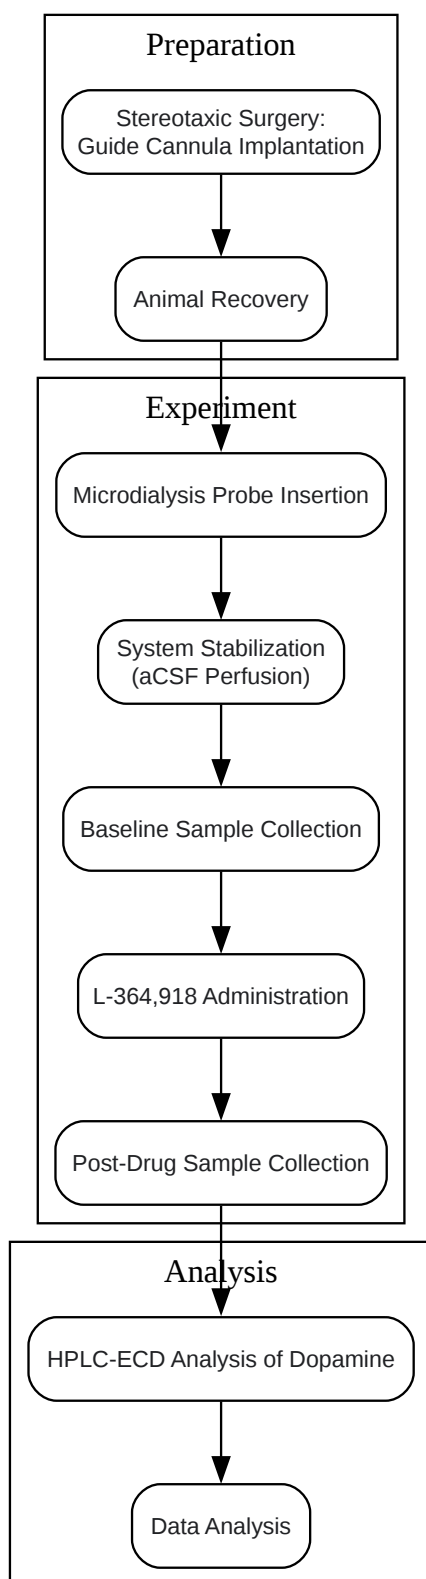 Preparation
Stereotaxic Surgery:
Guide Cannula Implantation
Animal Recovery
Experiment
Microdialysis Probe Insertion
System Stabilization
(aCSF Perfusion)
Baseline Sample Collection
L-364,918 Administration
Post-Drug Sample Collection
Analysis
HPLC-ECD Analysis of Dopamine
Data Analysis